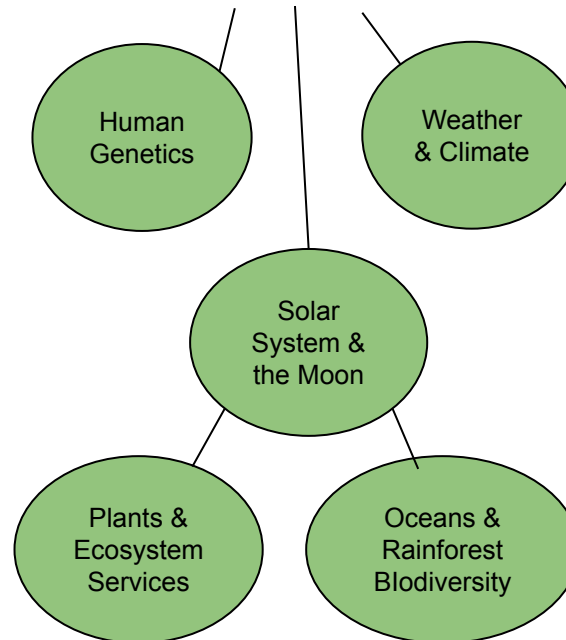 Human
Genetics
Weather
& Climate
Solar
System &
the Moon
Plants &
Ecosystem
Services
Oceans &
Rainforest
BIodiversity